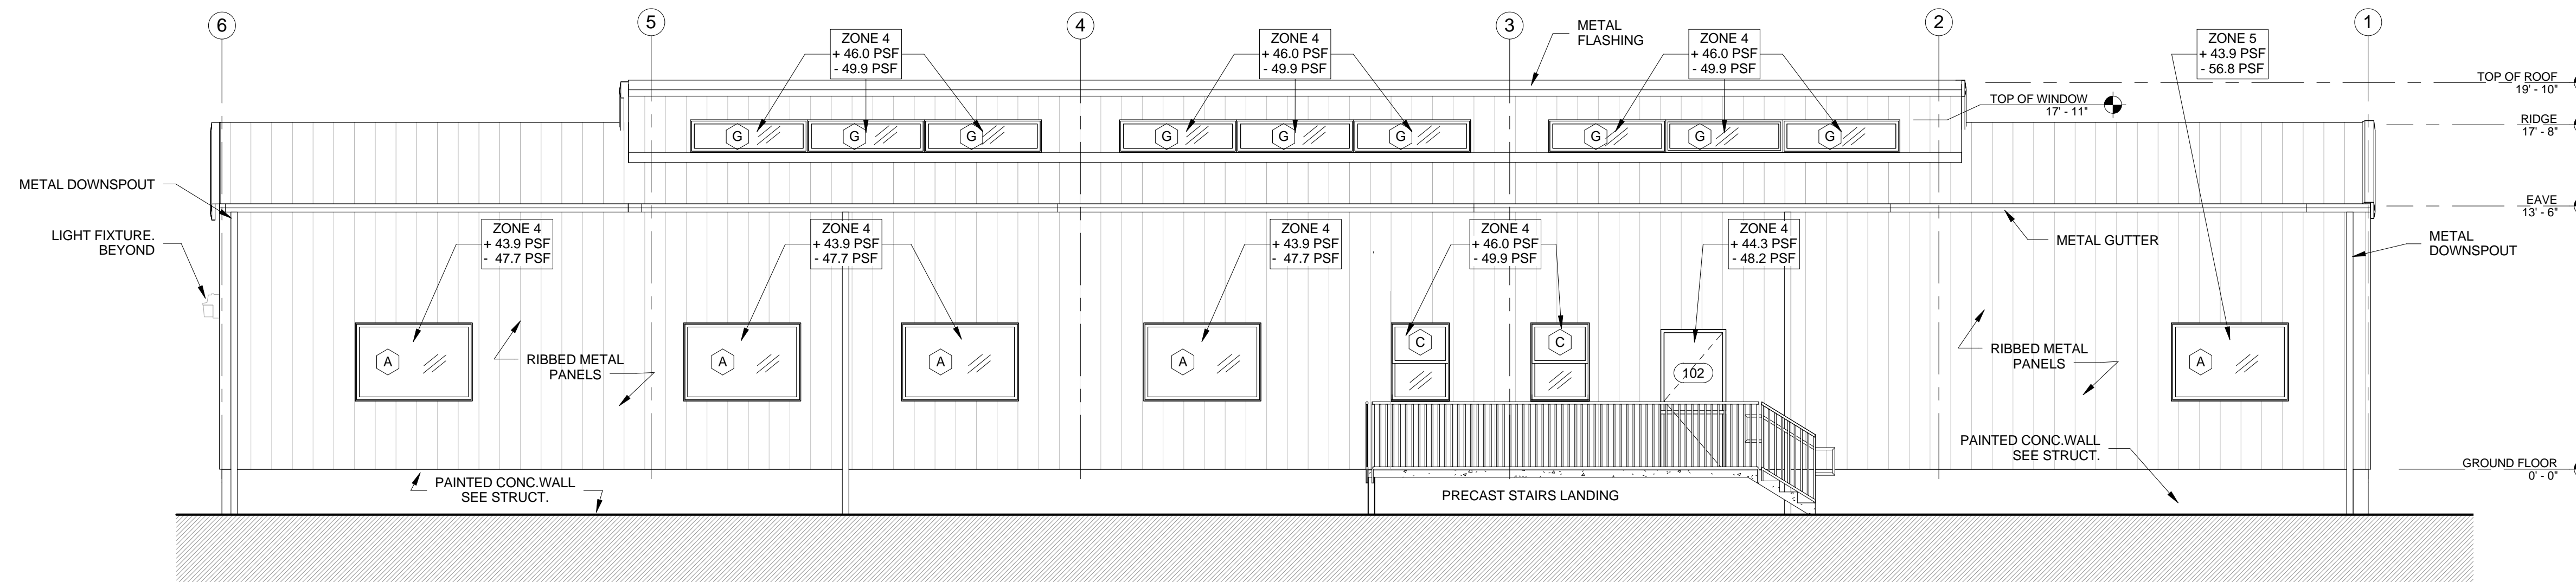 6
5
4
3
2
1
ZONE 4
+ 46.0 PSF
- 49.9 PSF
ZONE 4
+ 46.0 PSF
- 49.9 PSF
METAL
FLASHING
ZONE 4
+ 46.0 PSF
- 49.9 PSF
ZONE 5
+ 43.9 PSF
- 56.8 PSF
TOP OF ROOF
19' - 10"
TOP OF WINDOW
17' - 11"
RIDGE
17' - 8"
G
G
G
G
G
G
G
G
G
METAL DOWNSPOUT
EAVE
13' - 6"
LIGHT FIXTURE.
BEYOND
ZONE 4
+ 43.9 PSF
- 47.7 PSF
ZONE 4
+ 43.9 PSF
- 47.7 PSF
ZONE 4
+ 43.9 PSF
- 47.7 PSF
ZONE 4
+ 46.0 PSF
- 49.9 PSF
ZONE 4
+ 44.3 PSF
- 48.2 PSF
METAL GUTTER
METAL
DOWNSPOUT
A
RIBBED METAL
PANELS
A
A
A
C
C
102
RIBBED METAL
PANELS
A
PAINTED CONC.WALL
SEE STRUCT.
PRECAST STAIRS LANDING
PAINTED CONC.WALL
SEE STRUCT.
GROUND FLOOR
0' - 0"